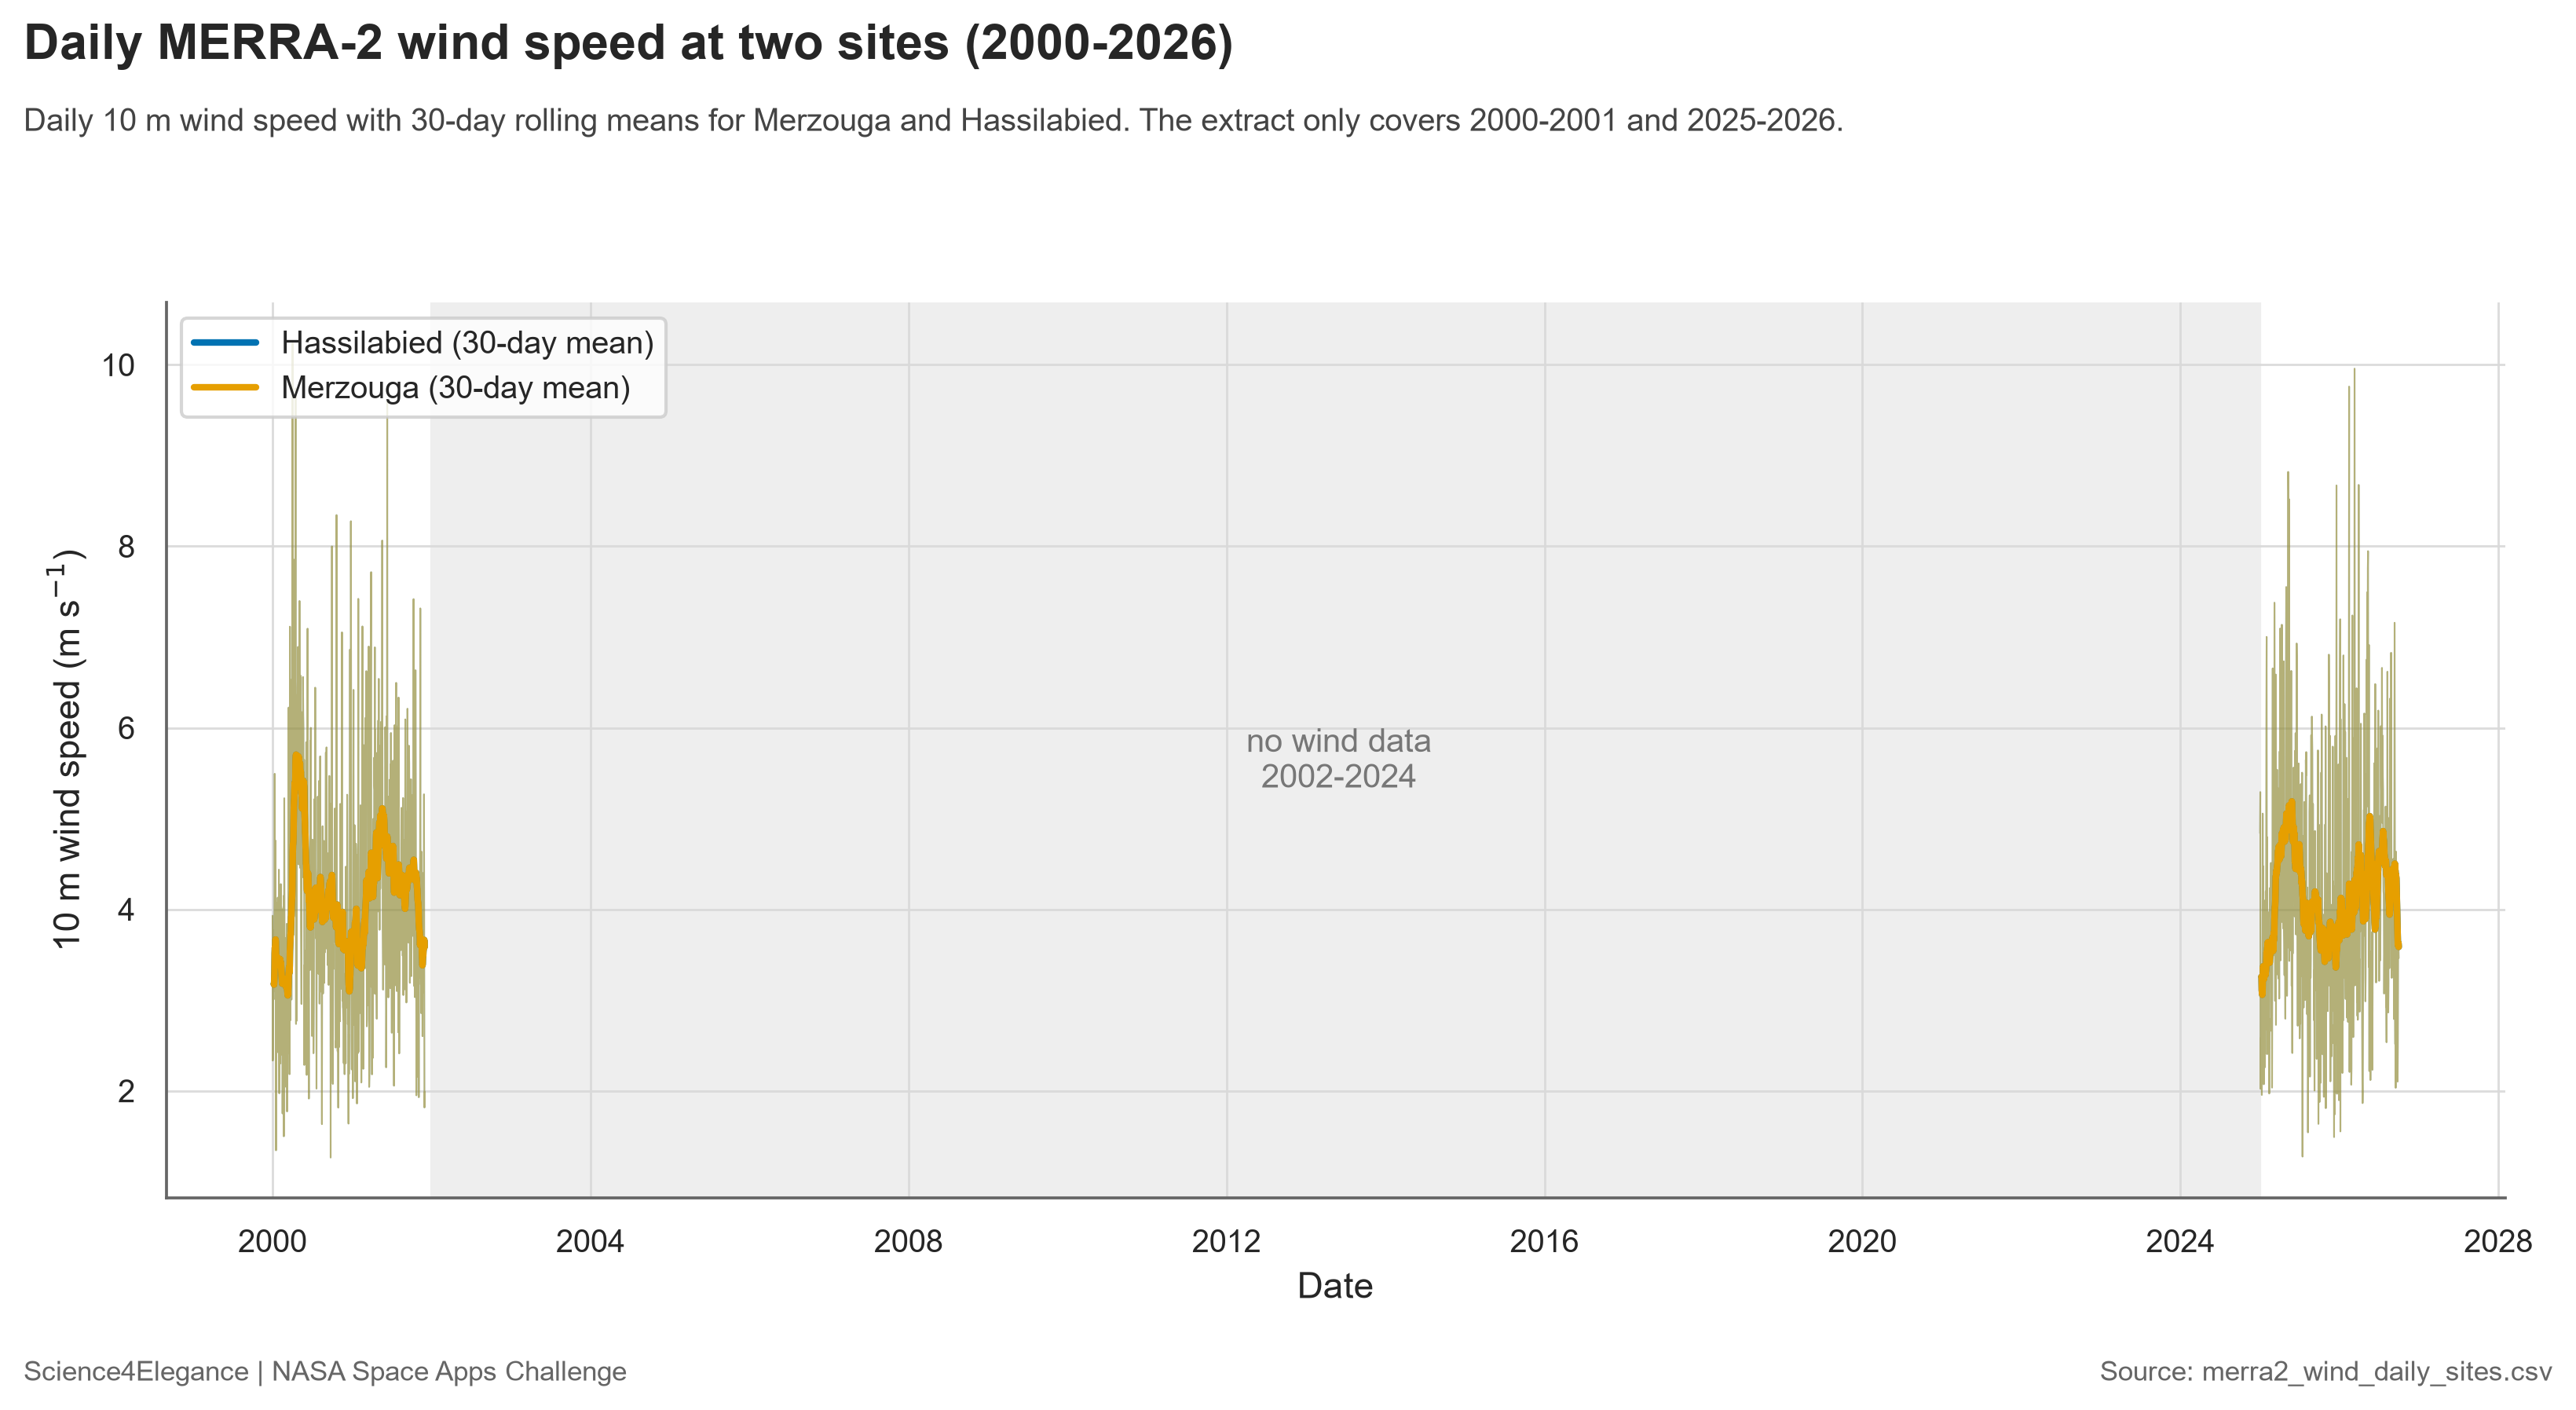 Daily MERRA-2 wind speed at two sites (2000-2026)
Daily 10 m wind speed with 30-day rolling means for Merzouga and Hassilabied. The extract only covers 2000-2001 and 2025-2026.
Hassilabied (30-day mean)
Merzouga (30-day mean)
10
8
6
4
2
10 m wind speed (m s⁻¹)
no wind data
2002-2024
2000 2004 2008 2012 2016 2020 2024 2028
Date
Science4Elegance | NASA Space Apps Challenge
Source: merra2_wind_daily_sites.csv